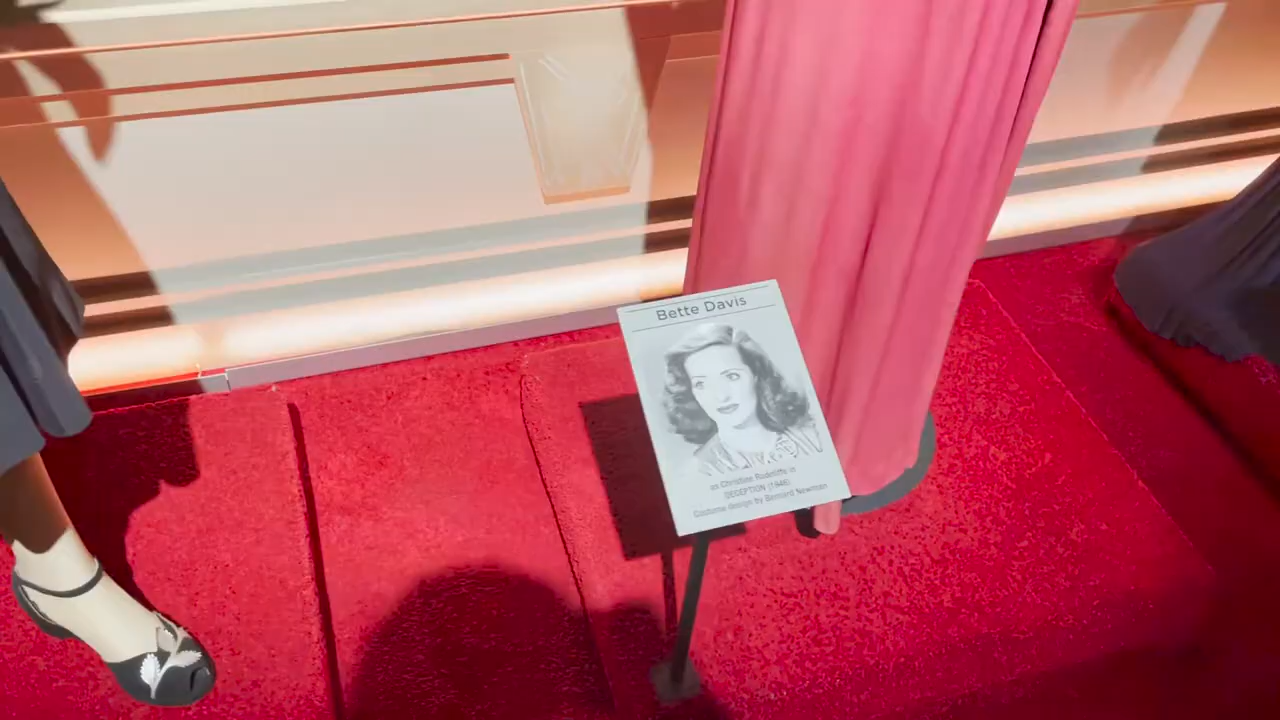 Bette Davis
as Christine Radcliffe in
DECEPTION (1946)
Costume design by Bernard Newman